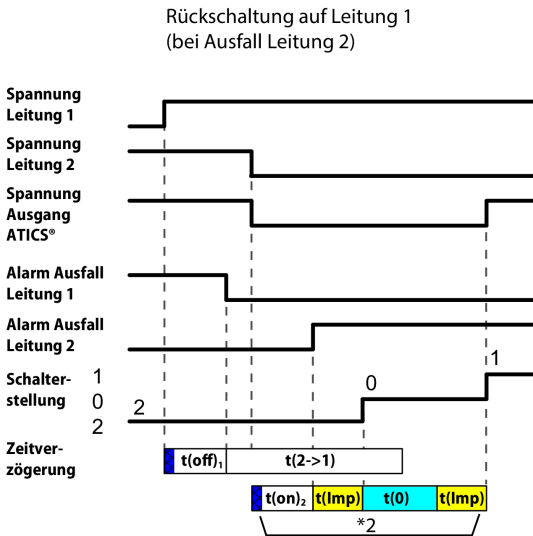 Rückschaltung auf Leitung 1
(bei Ausfall Leitung 2)
Spannung
Leitung 1
Spannung
Leitung 2
Spannung
Ausgang
ATICS®
Alarm Ausfall
Leitung 1
Alarm Ausfall
Leitung 2
Schalter-
stellung
1
0
2
2
0
1
Zeitver-
zögerung
t(off)₁ t(2->1)
t(on)₂ t(Imp) t(0) t(Imp)
*2